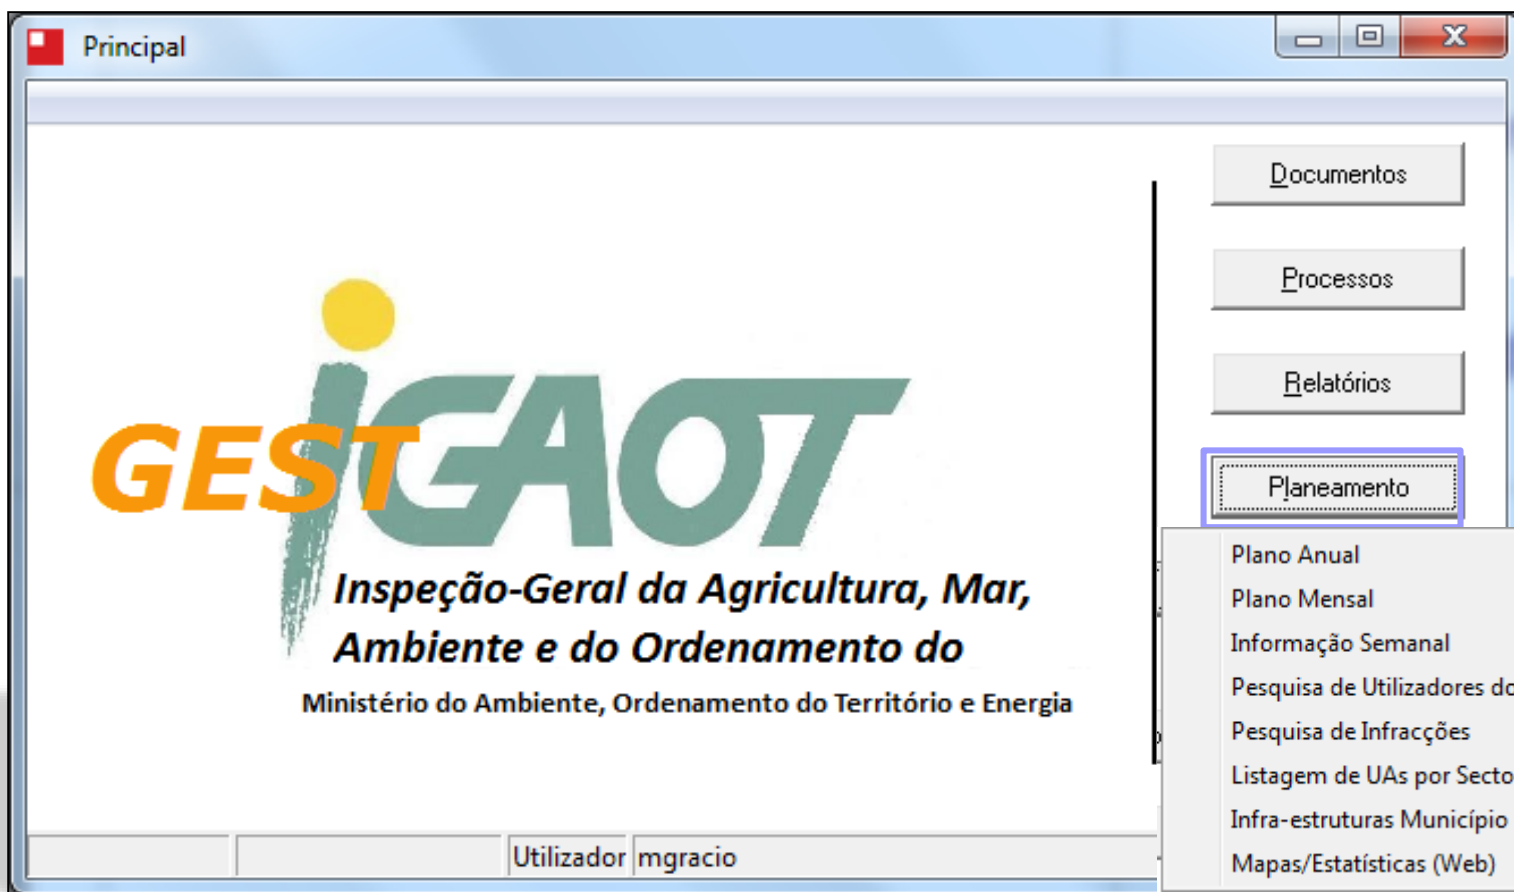 Principal
Documentos
Processos
Relatórios
Planeamento
GEST iGAOT
Inspeção-Geral da Agricultura, Mar,
Ambiente e do Ordenamento do
Ministério do Ambiente, Ordenamento do Território e Energia
Plano Anual
Plano Mensal
Informação Semanal
Pesquisa de Utilizadores do
Pesquisa de Infracções
Listagem de UAs por Secto
Infra-estruturas Município
Mapas/Estatísticas (Web)
Utilizador mgracio